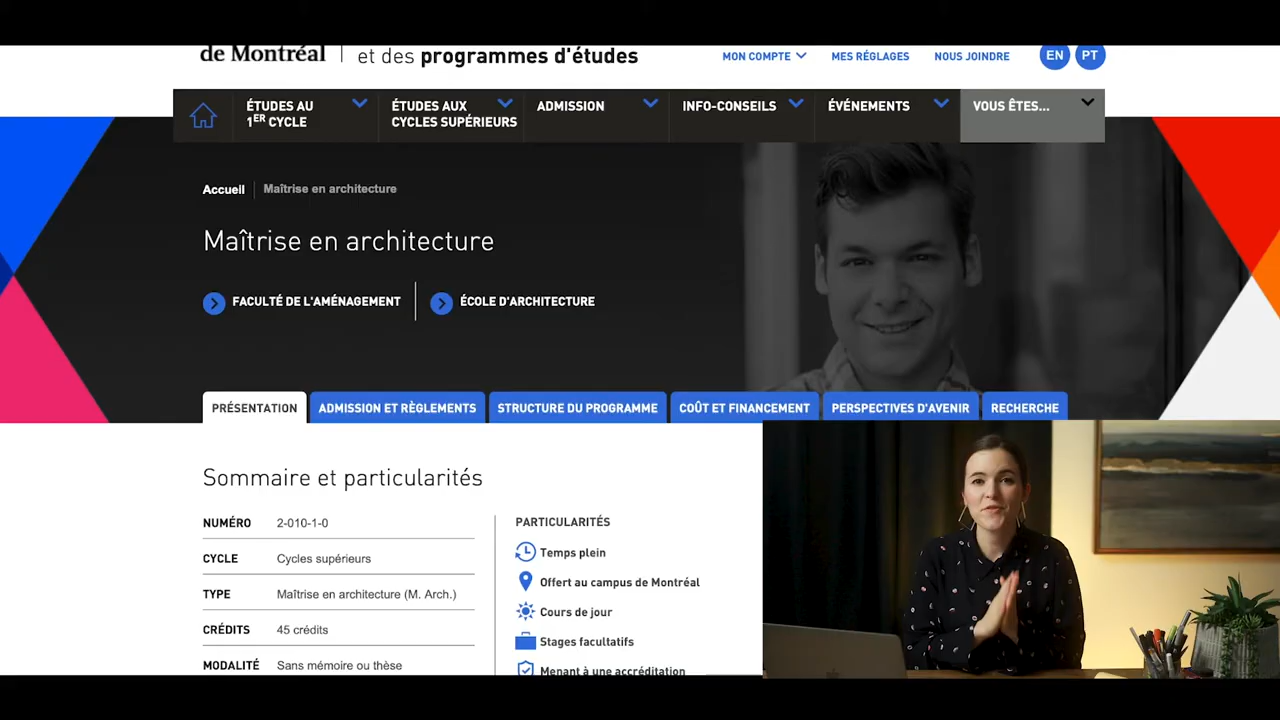 de Montréal
et des programmes d'études
MON COMPTE
MES RÉGLAGES
NOUS JOINDRE
EN
PT
ÉTUDES AU
1ER CYCLE
ÉTUDES AUX
CYCLES SUPÉRIEURS
ADMISSION
INFO-CONSEILS
ÉVÉNEMENTS
VOUS ÊTES...
Accueil
Maîtrise en architecture
Maîtrise en architecture
FACULTÉ DE L'AMÉNAGEMENT
ÉCOLE D'ARCHITECTURE
PRÉSENTATION
ADMISSION ET RÈGLEMENTS
STRUCTURE DU PROGRAMME
COÛT ET FINANCEMENT
PERSPECTIVES D'AVENIR
RECHERCHE
Sommaire et particularités
NUMÉRO 2-010-1-0
CYCLE Cycles supérieurs
TYPE Maîtrise en architecture (M. Arch.)
CRÉDITS 45 crédits
MODALITÉ Sans mémoire ou thèse
PARTICULARITÉS
Temps plein
Offert au campus de Montréal
Cours de jour
Stages facultatifs
Menant à une accréditation